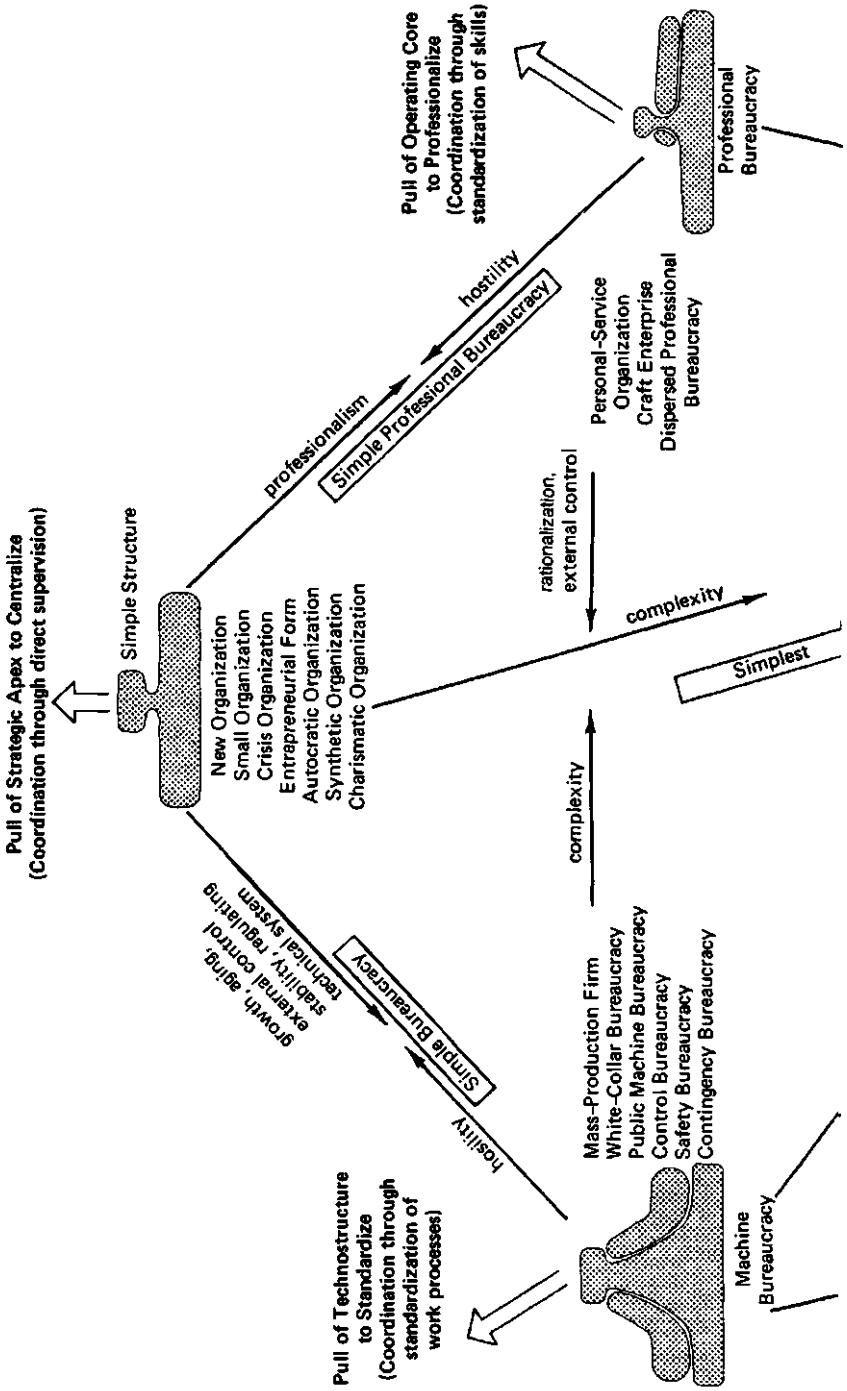 Pull of Strategic Apex to Centralize
(Coordination through direct supervision)
Simple Structure
New Organization
Small Organization
Crisis Organization
Entrepreneurial Form
Autocratic Organization
Synthetic Organization
Charismatic Organization
growth, aging,
external control
stability, regulating
technical system
Simple Bureaucracy
hosility
professionalism
hostility
Simple Professional Bureaucracy
Pull of Technostructure
to Standardize
(Coordination through
standardization of
work processes)
Pull of Operating Core
to Professionalize
(Coordination through
standardization of skills)
Machine
Bureaucracy
Mass-Production Firm
White-Collar Bureaucracy
Public Machine Bureaucracy
Control Bureaucracy
Safety Bureaucracy
Contingency Bureaucracy
complexity
complexity
Simplest
rationalization,
external control
Personal-Service
Organization
Craft Enterprise
Dispersed Professional
Bureaucracy
Professional
Bureaucracy